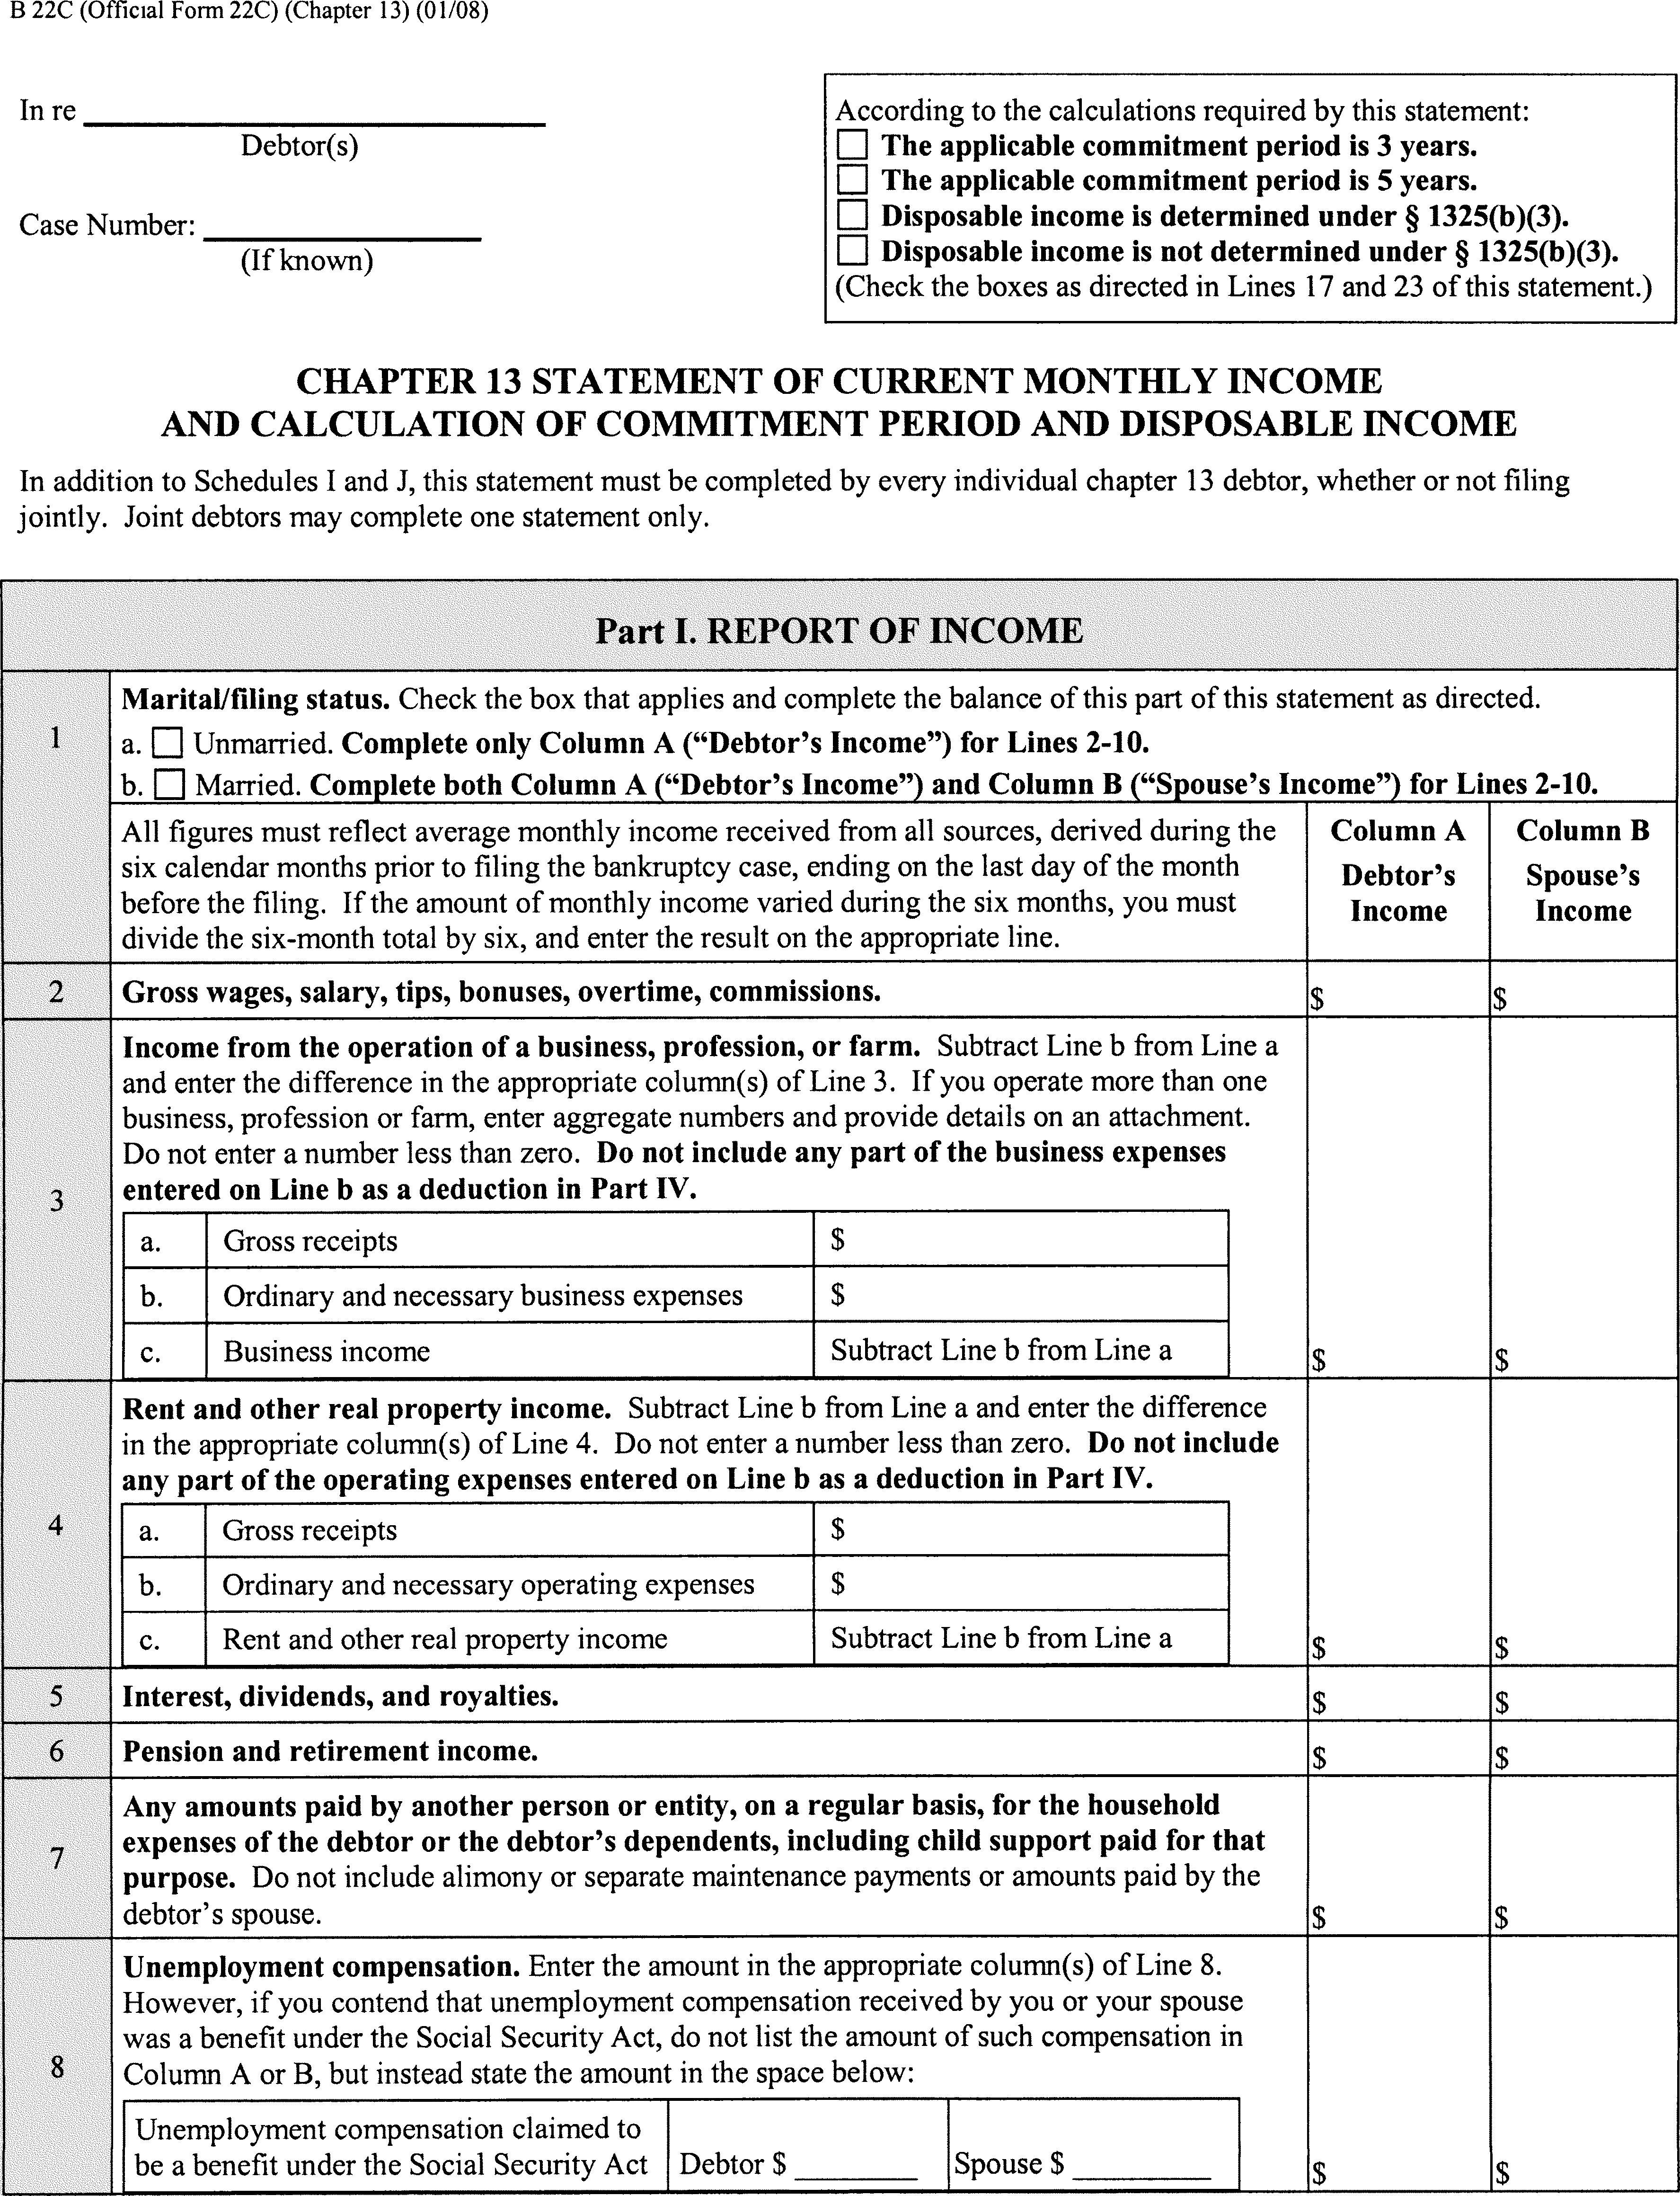 B 22C (Official Form 22C) (Chapter 13) (01/08)
In re
Debtor(s)
Case Number:
(If known)
According to the calculations required by this statement:
The applicable commitment period is 3 years.
The applicable commitment period is 5 years.
Disposable income is determined under § 1325(b)(3).
Disposable income is not determined under § 1325(b)(3).
(Check the boxes as directed in Lines 17 and 23 of this statement.)
CHAPTER 13 STATEMENT OF CURRENT MONTHLY INCOME
AND CALCULATION OF COMMITMENT PERIOD AND DISPOSABLE INCOME
In addition to Schedules I and J, this statement must be completed by every individual chapter 13 debtor, whether or not filing
jointly. Joint debtors may complete one statement only.
Part I. REPORT OF INCOME
1
Marital/filing status. Check the box that applies and complete the balance of this part of this statement as directed.
a. Unmarried. Complete only Column A (“Debtor’s Income”) for Lines 2-10.
b. Married. Complete both Column A (“Debtor’s Income”) and Column B (“Spouse’s Income”) for Lines 2-10.
All figures must reflect average monthly income received from all sources, derived during the
six calendar months prior to filing the bankruptcy case, ending on the last day of the month
before the filing. If the amount of monthly income varied during the six months, you must
divide the six-month total by six, and enter the result on the appropriate line.
Column A
Debtor’s
Income
Column B
Spouse’s
Income
2 Gross wages, salary, tips, bonuses, overtime, commissions. $ $
3
Income from the operation of a business, profession, or farm. Subtract Line b from Line a
and enter the difference in the appropriate column(s) of Line 3. If you operate more than one
business, profession or farm, enter aggregate numbers and provide details on an attachment.
Do not enter a number less than zero. Do not include any part of the business expenses
entered on Line b as a deduction in Part IV.
a. Gross receipts $
b. Ordinary and necessary business expenses $
c. Business income Subtract Line b from Line a $ $
4
Rent and other real property income. Subtract Line b from Line a and enter the difference
in the appropriate column(s) of Line 4. Do not enter a number less than zero. Do not include
any part of the operating expenses entered on Line b as a deduction in Part IV.
a. Gross receipts $
b. Ordinary and necessary operating expenses $
c. Rent and other real property income Subtract Line b from Line a $ $
5 Interest, dividends, and royalties. $ $
6 Pension and retirement income. $ $
7
Any amounts paid by another person or entity, on a regular basis, for the household
expenses of the debtor or the debtor’s dependents, including child support paid for that
purpose. Do not include alimony or separate maintenance payments or amounts paid by the
debtor’s spouse. $ $
8
Unemployment compensation. Enter the amount in the appropriate column(s) of Line 8.
However, if you contend that unemployment compensation received by you or your spouse
was a benefit under the Social Security Act, do not list the amount of such compensation in
Column A or B, but instead state the amount in the space below:
Unemployment compensation claimed to
be a benefit under the Social Security Act Debtor $ Spouse $ $ $